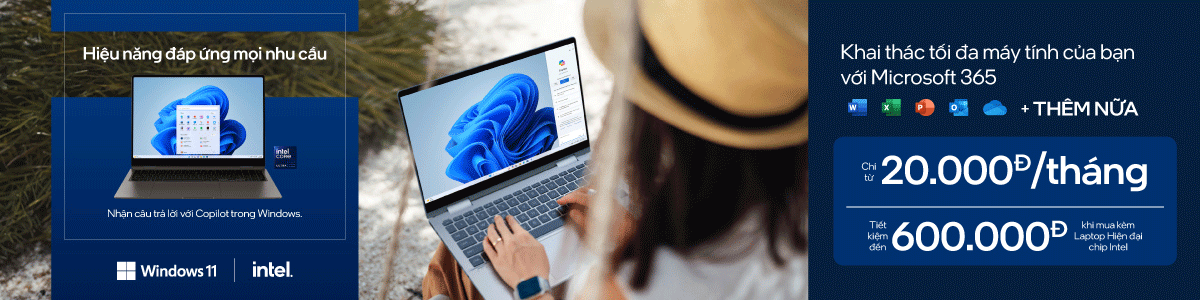 Hiệu năng đáp ứng mọi nhu cầu
intel
CORE
Nhận câu trả lời với Copilot trong Windows.
Windows 11
intel.
Khai thác tối đa máy tính của bạn
với Microsoft 365
W X P O + THÊM NỮA
Chỉ
từ
20.000Đ/tháng
Tiết
kiệm
đến
600.000Đ
khi mua kèm
Laptop Hiện đại
chip Intel